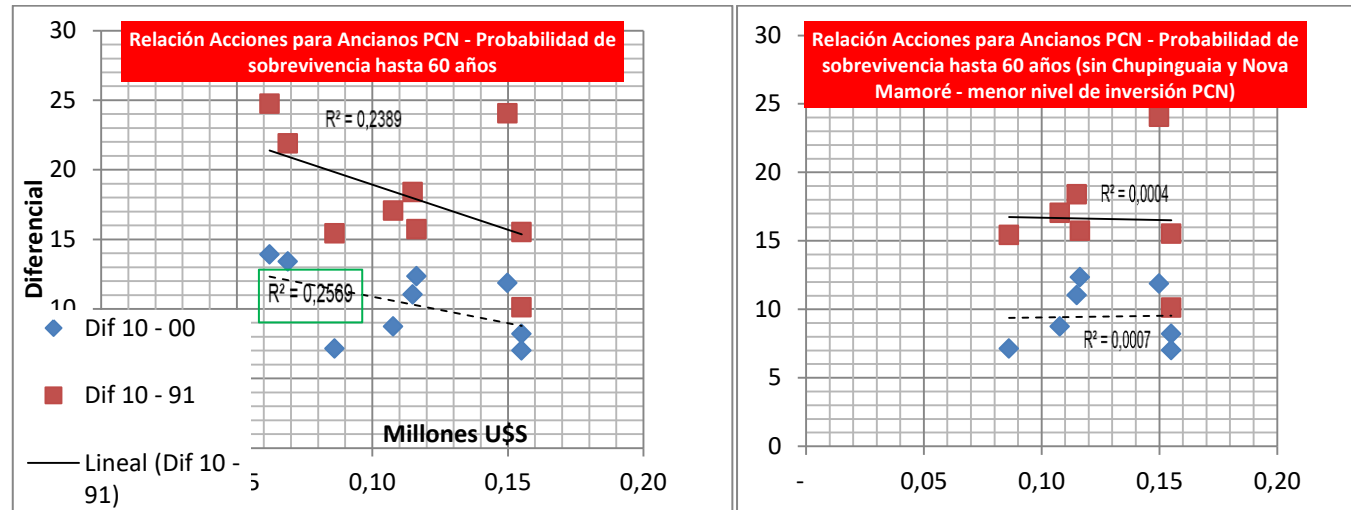 Relación Acciones para Ancianos PCN - Probabilidad de
sobrevivencia hasta 60 años
30
25
20
15
10
Diferencial
R² = 0,2389
R² = 0,2569
Dif 10 - 00
Dif 10 - 91
Lineal (Dif 10 -
91)
Millones U$S
5
0,10
0,15
0,20
Relación Acciones para Ancianos PCN - Probabilidad de
sobrevivencia hasta 60 años (sin Chupinguaia y Nova
Mamoré - menor nivel de inversión PCN)
30
25
20
15
10
5
0
R² = 0,0004
R² = 0,0007
-
0,05
0,10
0,15
0,20